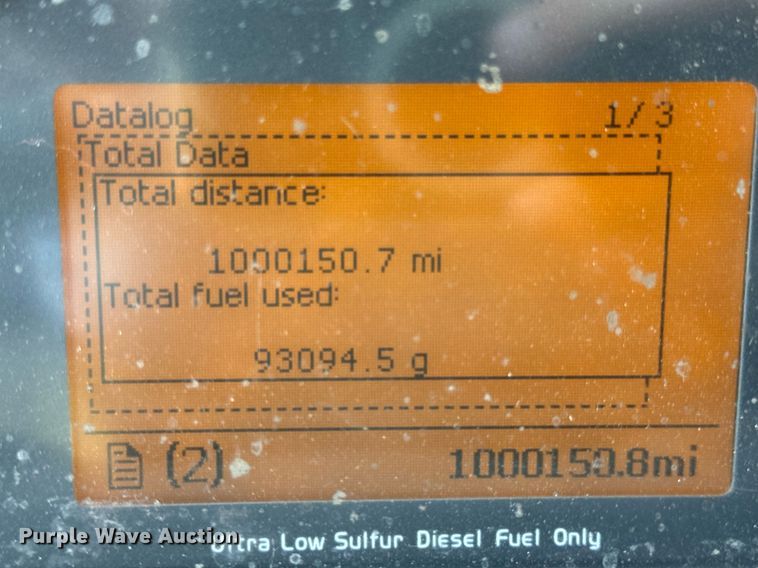 Datalog 1/3
Total Data
Total distance:
1000150.7 mi
Total fuel used:
93094.5 g
(2) 1000150.8mi
Purple Wave Auction
Ultra Low Sulfur Diesel Fuel Only